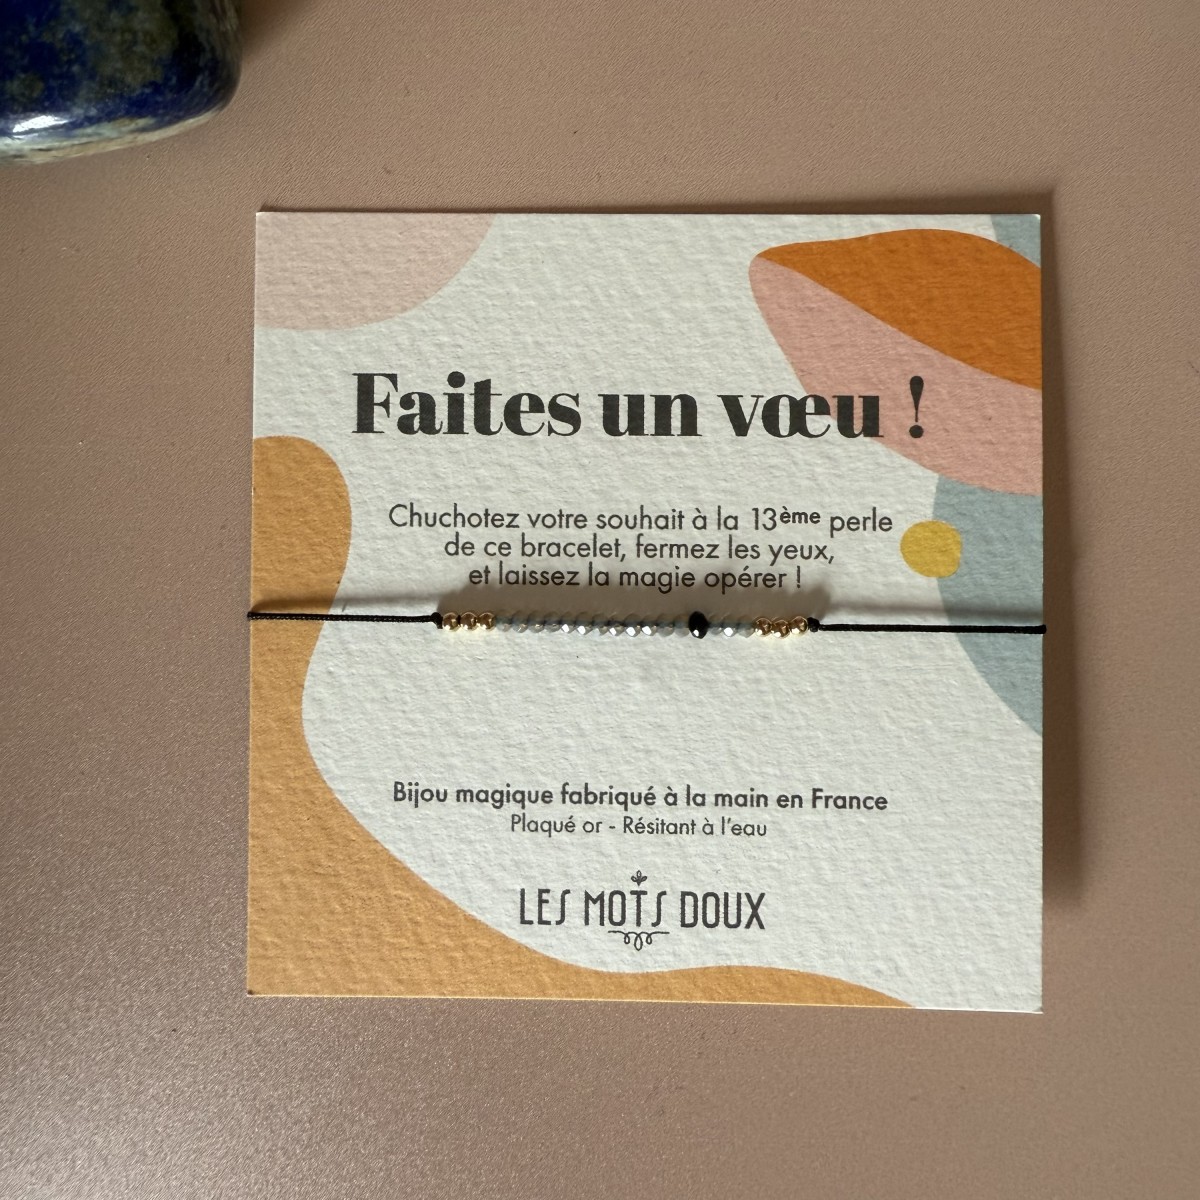 Faites un vœu !
Chuchotez votre souhait à la 13ème perle
de ce bracelet, fermez les yeux,
et laissez la magie opérer !
Bijou magique fabriqué à la main en France
Plaqué or - Résitant à l'eau
LES MOTS DOUX